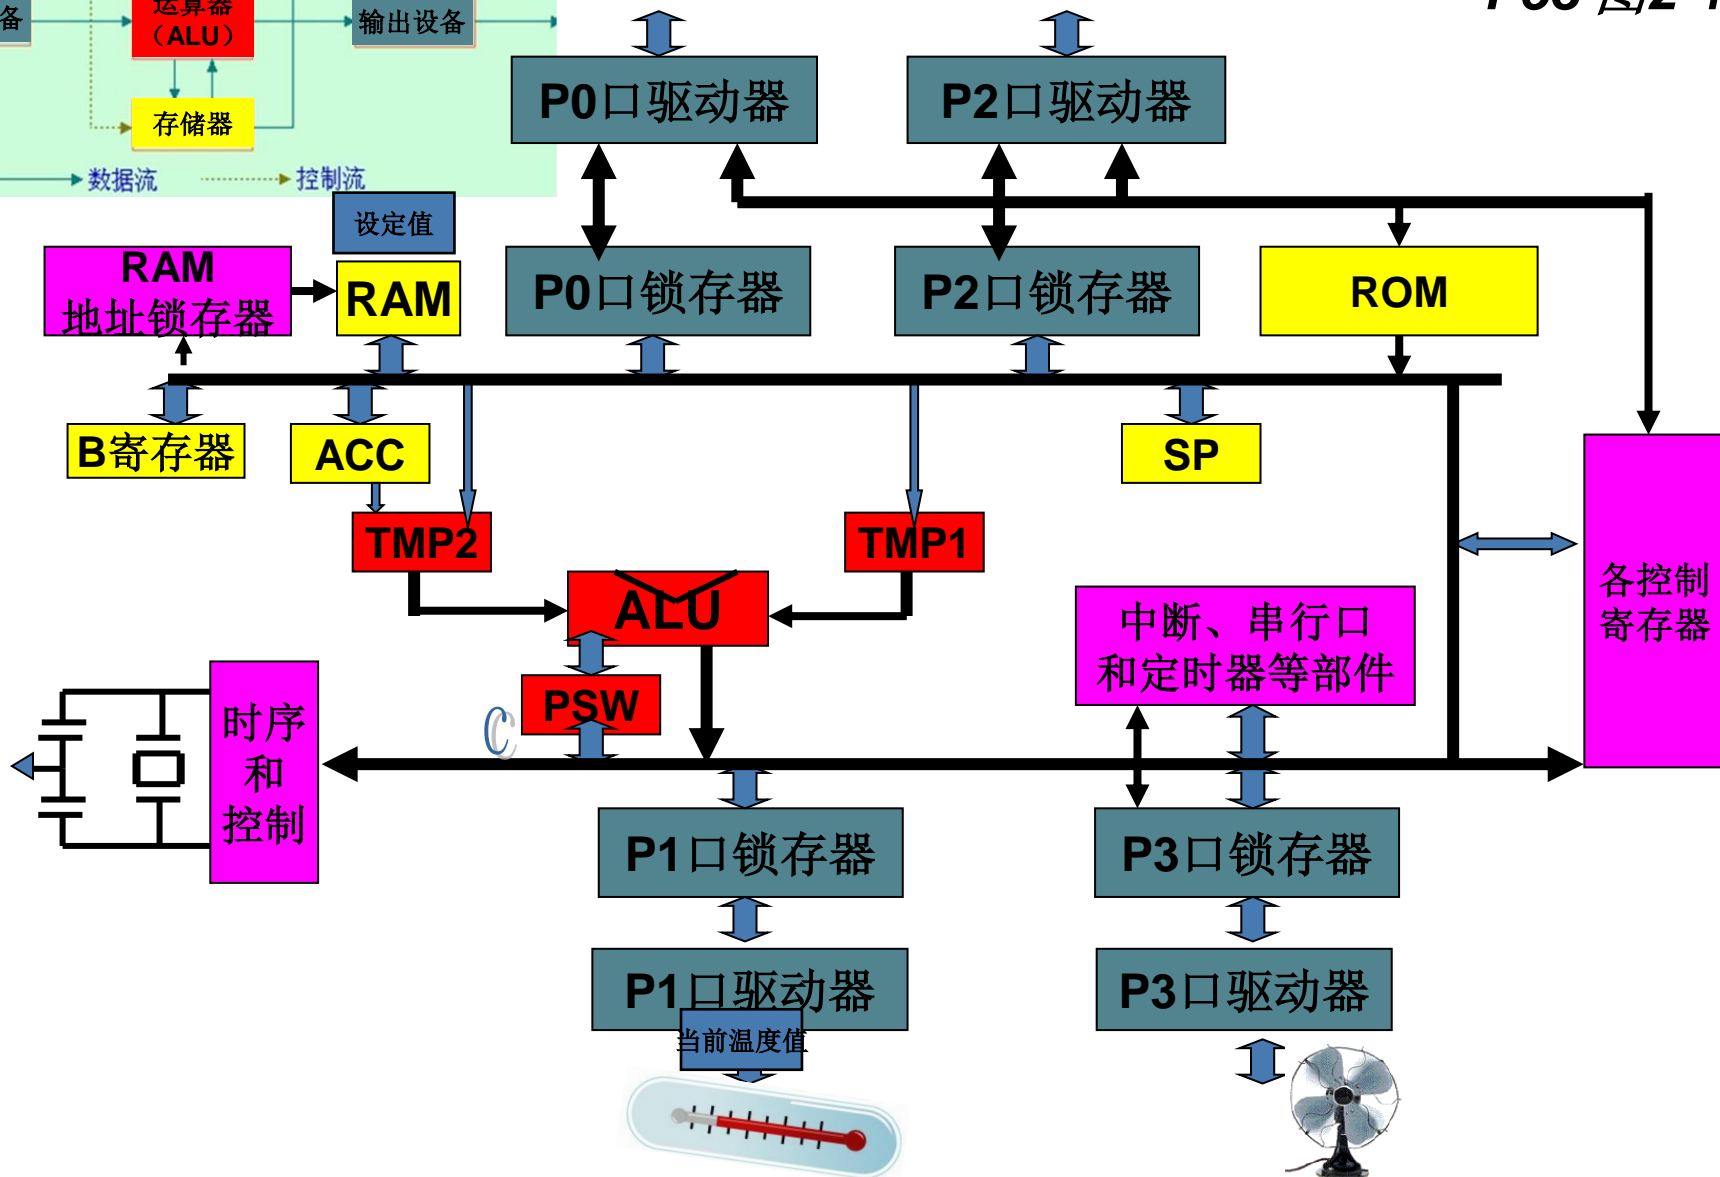 备
运算器
（ALU）
输出设备
存储器
数据流
控制流
P0口驱动器
P2口驱动器
设定值
RAM
地址锁存器
RAM
P0口锁存器
P2口锁存器
ROM
B寄存器
ACC
SP
TMP2
TMP1
ALU
各控制
寄存器
中断、串行口
和定时器等部件
PSW
C
时序
和
控制
P1口锁存器
P3口锁存器
P1口驱动器
P3口驱动器
当前温度值